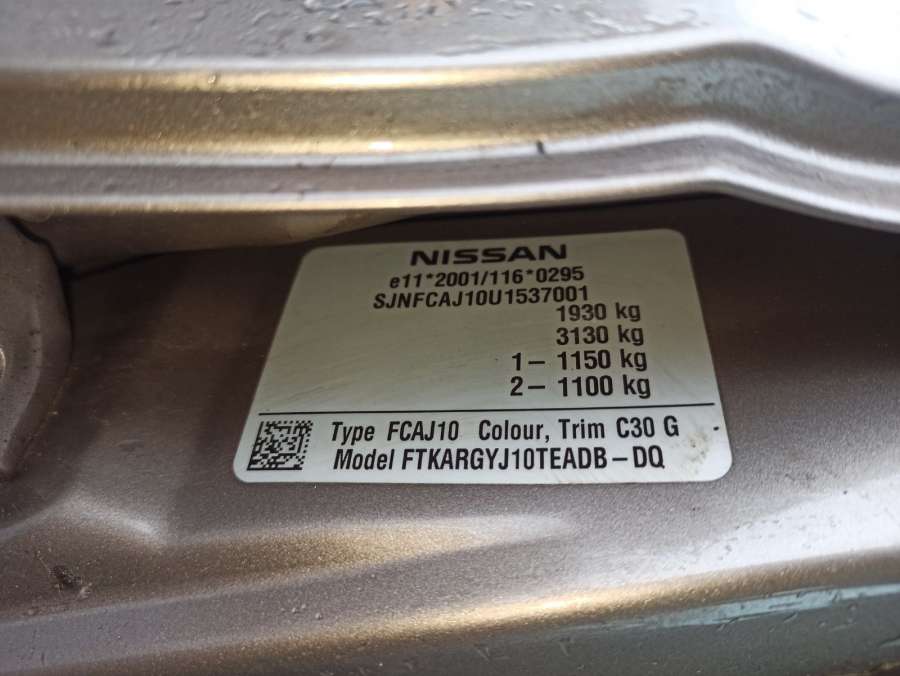 NISSAN
e11*2001/116*0295
SJNFCAJ10U1537001
1930 kg
3130 kg
1– 1150 kg
2– 1100 kg
Type FCAJ10 Colour, Trim C30 G
Model FTKARGYJ10TEADB–DQ